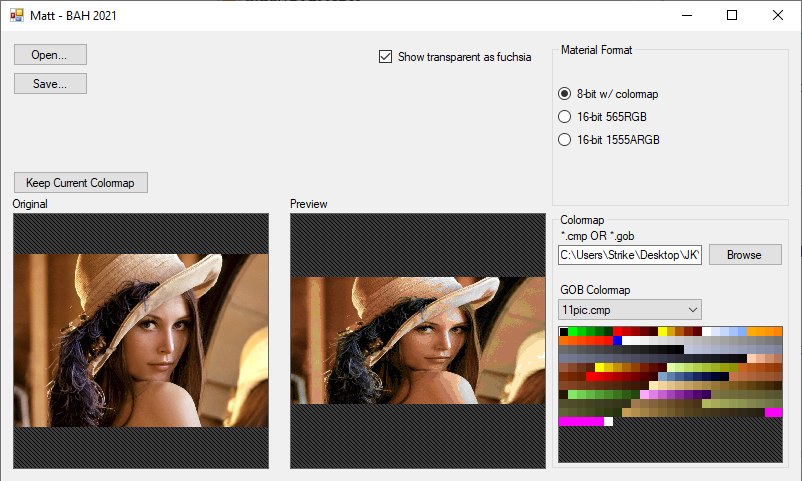 Matt - BAH 2021
Open...
Save...
Show transparent as fuchsia
Material Format
8-bit w/ colormap
16-bit 565RGB
16-bit 1555ARGB
Keep Current Colormap
Original
Preview
Colormap
*.cmp OR *.gob
C:\Users\Strike\Desktop\JK\
Browse
GOB Colormap
11pic.cmp